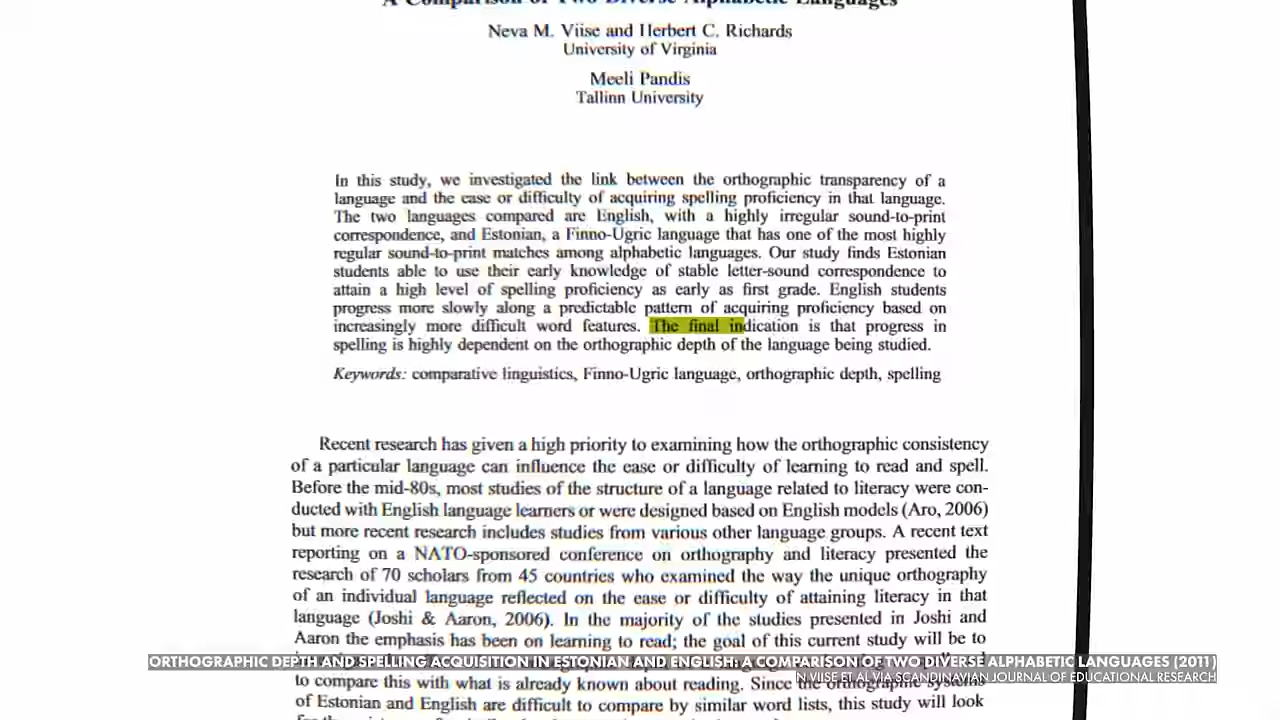 A Comparison of Two Diverse Alphabetic Languages
Neva M. Viise and Herbert C. Richards
University of Virginia
Meeli Pandis
Tallinn University
In this study, we investigated the link between the orthographic transparency of a
language and the ease or difficulty of acquiring spelling proficiency in that language.
The two languages compared are English, with a highly irregular sound-to-print
correspondence, and Estonian, a Finno-Ugric language that has one of the most highly
regular sound-to-print matches among alphabetic languages. Our study finds Estonian
students able to use their early knowledge of stable letter-sound correspondence to
attain a high level of spelling proficiency as early as first grade. English students
progress more slowly along a predictable pattern of acquiring proficiency based on
increasingly more difficult word features. The final indication is that progress in
spelling is highly dependent on the orthographic depth of the language being studied.
Keywords: comparative linguistics, Finno-Ugric language, orthographic depth, spelling
Recent research has given a high priority to examining how the orthographic consistency
of a particular language can influence the ease or difficulty of learning to read and spell.
Before the mid-80s, most studies of the structure of a language related to literacy were con-
ducted with English language learners or were designed based on English models (Aro, 2006)
but more recent research includes studies from various other language groups. A recent text
reporting on a NATO-sponsored conference on orthography and literacy presented the
research of 70 scholars from 45 countries who examined the way the unique orthography
of an individual language reflected on the ease or difficulty of attaining literacy in that
language (Joshi & Aaron, 2006). In the majority of the studies presented in Joshi and
Aaron the emphasis has been on learning to read; the goal of this current study will be to
ORTHOGRAPHIC DEPTH AND SPELLING ACQUISITION IN ESTONIAN AND ENGLISH: A COMPARISON OF TWO DIVERSE ALPHABETIC LANGUAGES (2011)
N VIISE ET AL VIA SCANDINAVIAN JOURNAL OF EDUCATIONAL RESEARCH
to compare this with what is already known about reading. Since the orthographic systems
of Estonian and English are difficult to compare by similar word lists, this study will look